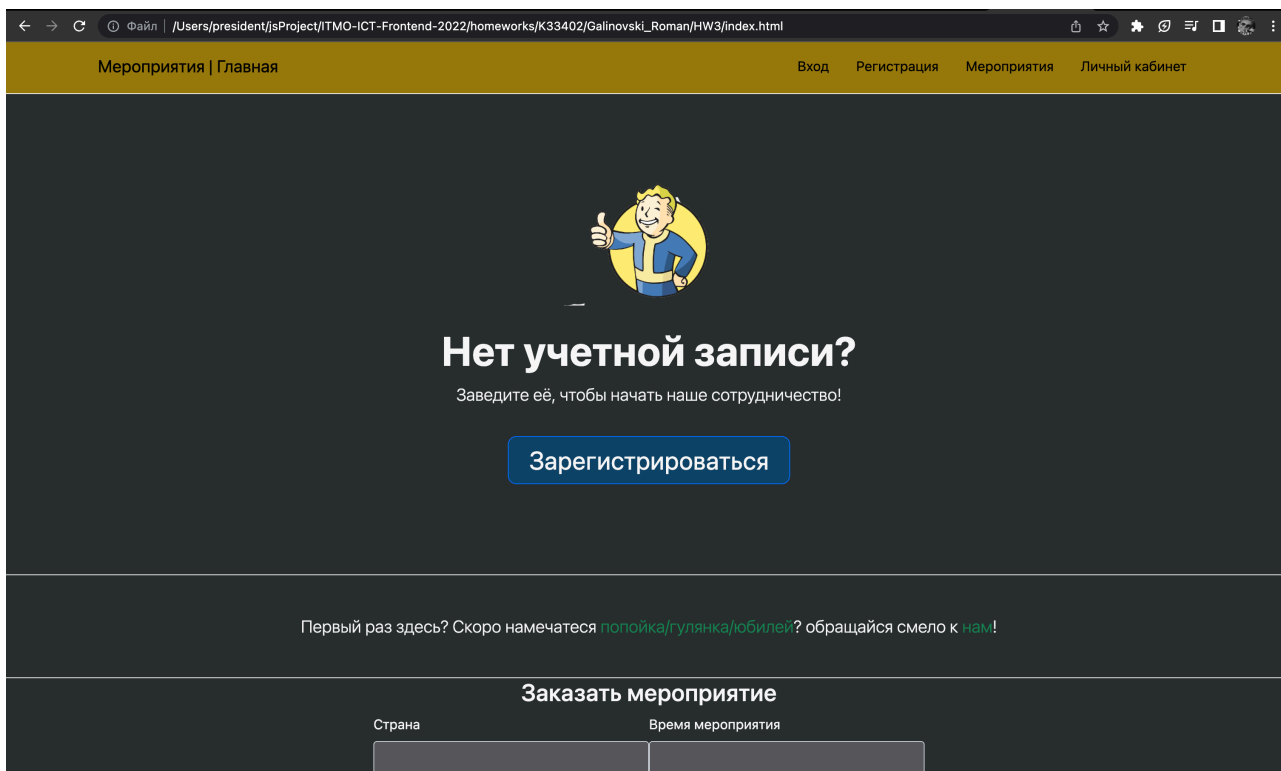 Файл | /Users/president/jsProject/ITMO-ICT-Frontend-2022/homeworks/K33402/Galinovski_Roman/HW3/index.html
Мероприятия | Главная Вход Регистрация Мероприятия Личный кабинет
Нет учетной записи?
Заведите её, чтобы начать наше сотрудничество!
Зарегистрироваться
Первый раз здесь? Скоро намечатеся попойка/гулянка/юбилей? обращайся смело к нам!
Заказать мероприятие
Страна Время мероприятия